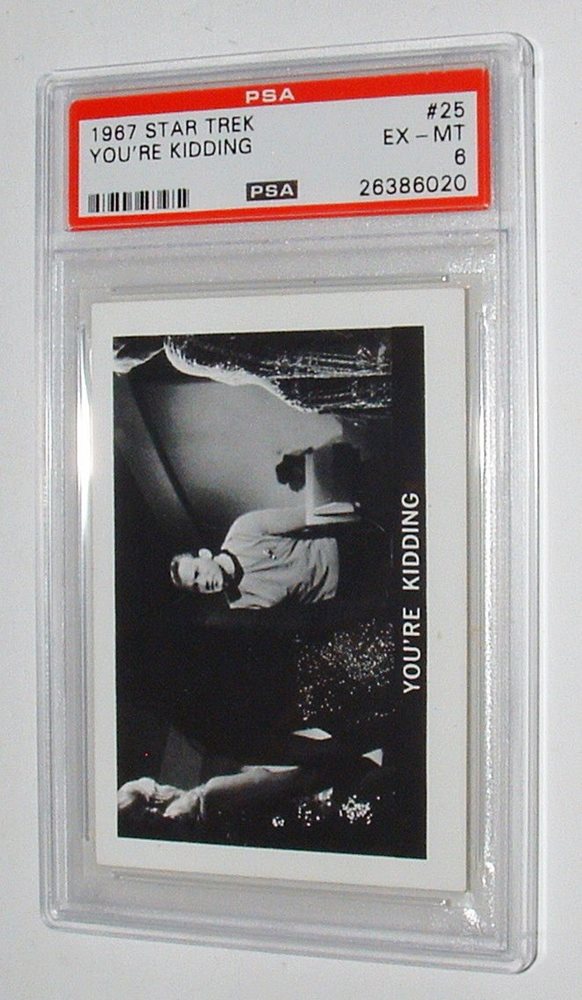 PSA
1967 STAR TREK #25
YOU'RE KIDDING EX - MT
6
PSA 26386020
YOU'RE KIDDING